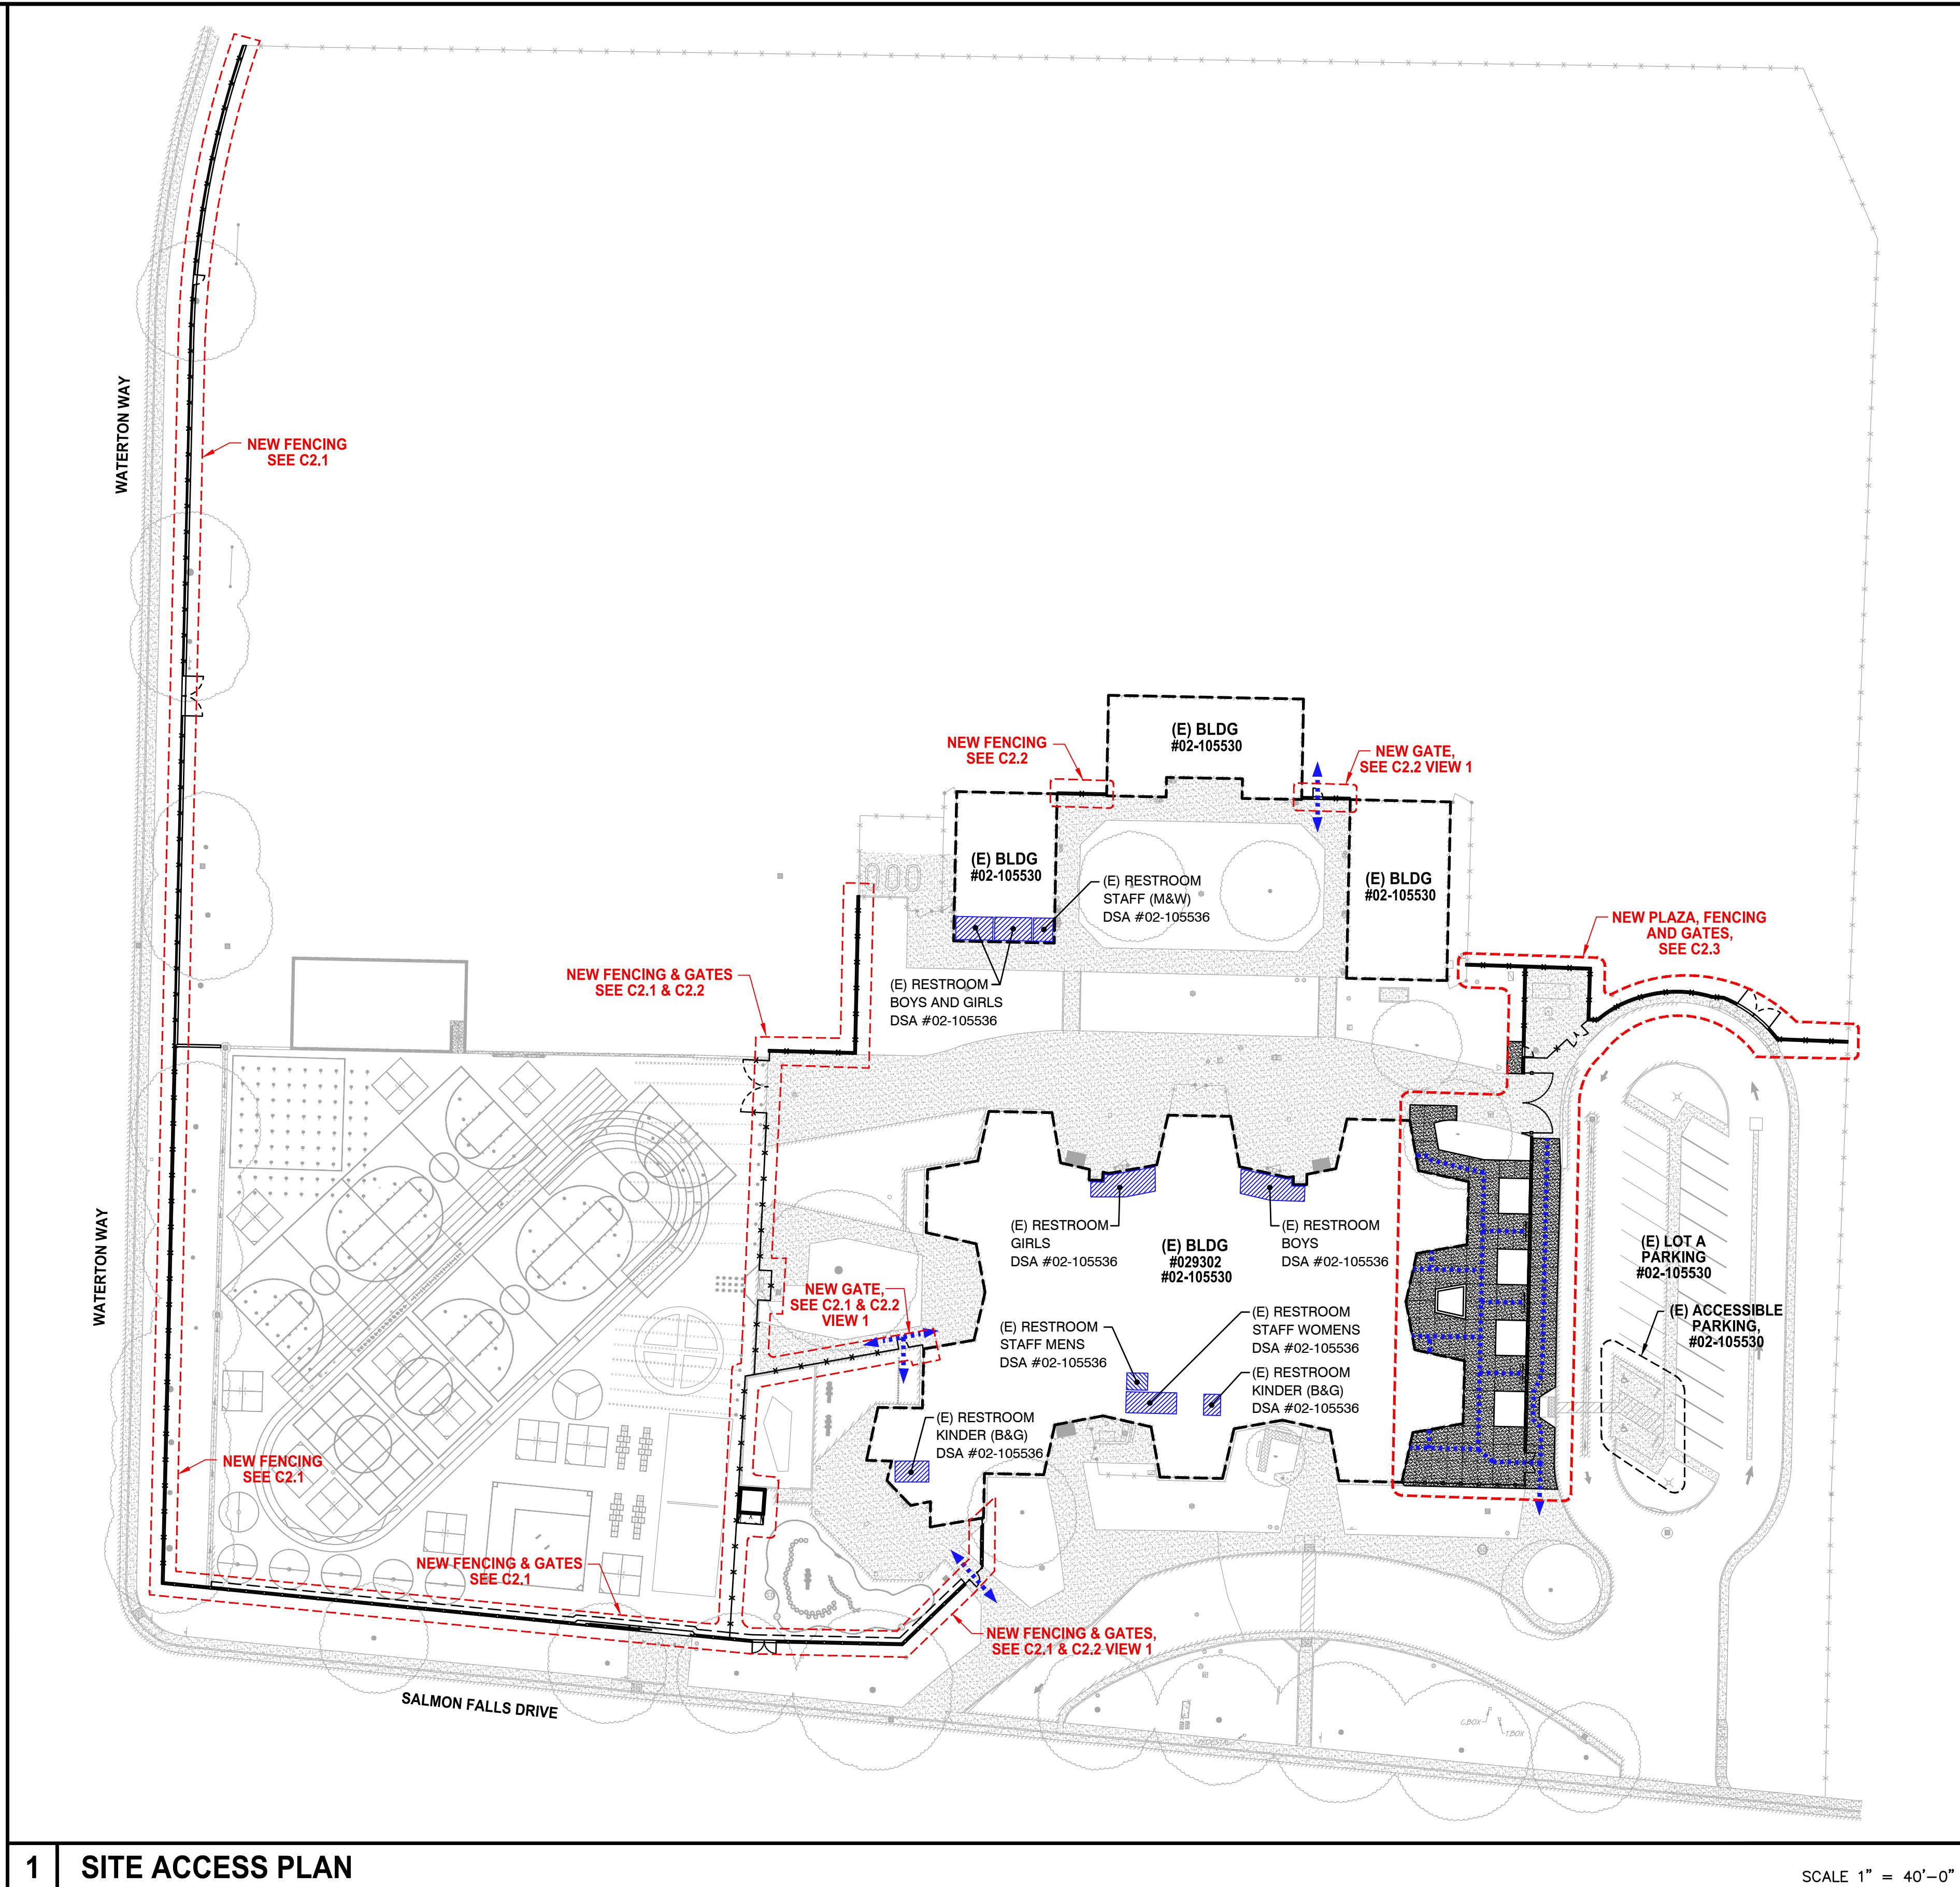 WATERTON WAY
NEW FENCING
SEE C2.1
(E) BLDG
#02-105530
NEW FENCING
SEE C2.2
NEW GATE,
SEE C2.2 VIEW 1
(E) BLDG
#02-105530
(E) RESTROOM
STAFF (M&W)
DSA #02-105536
(E) BLDG
#02-105530
NEW PLAZA, FENCING
AND GATES,
SEE C2.3
NEW FENCING & GATES
SEE C2.1 & C2.2
(E) RESTROOM
BOYS AND GIRLS
DSA #02-105536
WATERTON WAY
(E) RESTROOM
GIRLS
DSA #02-105536
(E) BLDG
#029302
#02-105530
(E) RESTROOM
BOYS
DSA #02-105536
(E) LOT A
PARKING
#02-105530
NEW GATE,
SEE C2.1 & C2.2
VIEW 1
(E) RESTROOM
STAFF MENS
DSA #02-105536
(E) RESTROOM
STAFF WOMENS
DSA #02-105536
(E) ACCESSIBLE
PARKING,
#02-105530
(E) RESTROOM
KINDER (B&G)
DSA #02-105536
(E) RESTROOM
KINDER (B&G)
DSA #02-105536
NEW FENCING
SEE C2.1
NEW FENCING & GATES
SEE C2.1
NEW FENCING & GATES,
SEE C2.1 & C2.2 VIEW 1
SALMON FALLS DRIVE
C.BOX
T.BOX
1 SITE ACCESS PLAN
SCALE 1" = 40'-0"